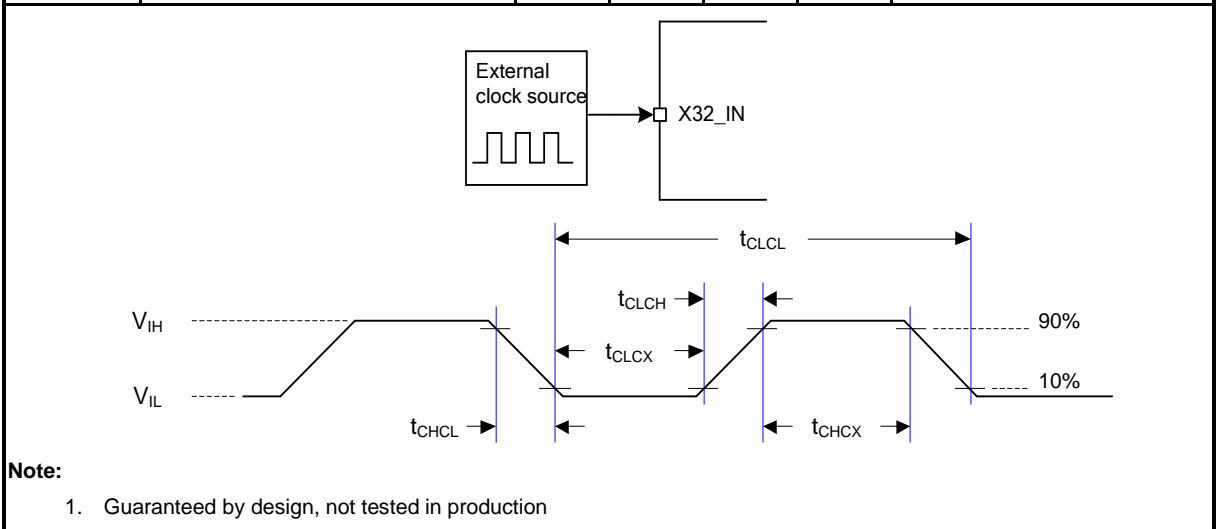 External
clock source
X32_IN
tCLCL
tCLCH
VIH
90%
tCLCX
VIL
10%
tCHCL
tCHCX
Note:
1. Guaranteed by design, not tested in production